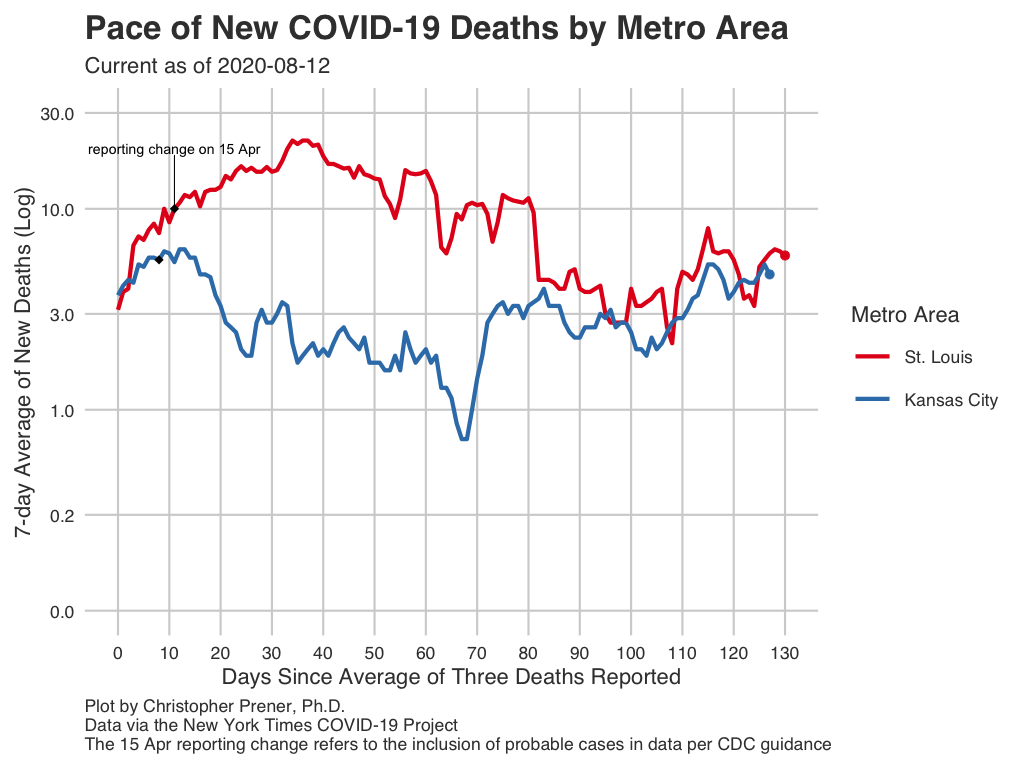 Pace of New COVID-19 Deaths by Metro Area
Current as of 2020-08-12
7-day Average of New Deaths (Log)
30.0
10.0
3.0
1.0
0.2
0.0
reporting change on 15 Apr
0 10 20 30 40 50 60 70 80 90 100 110 120 130
Days Since Average of Three Deaths Reported
Metro Area
St. Louis
Kansas City
Plot by Christopher Prener, Ph.D.
Data via the New York Times COVID-19 Project
The 15 Apr reporting change refers to the inclusion of probable cases in data per CDC guidance